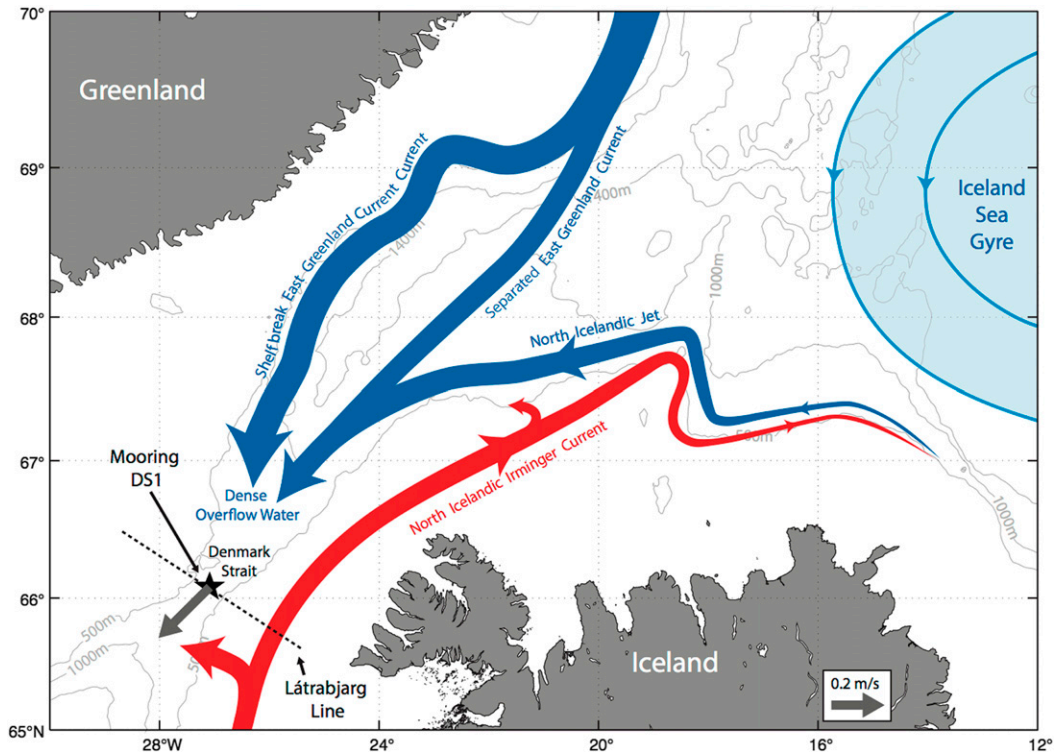 70°
Greenland
69°
Shelf break East Greenland Current Current
Separated East Greenland Current
400m
1400m
Iceland
Sea
Gyre
1000m
68°
North Icelandic Jet
500m
67°
Mooring
DS1
Dense
Overflow Water
North Icelandic Irminger Current
1000m
Denmark
Strait
66°
500m
1000m
Látrabjarg
Line
Iceland
0.2 m/s
65°N
28°W
24°
20°
16°
12°